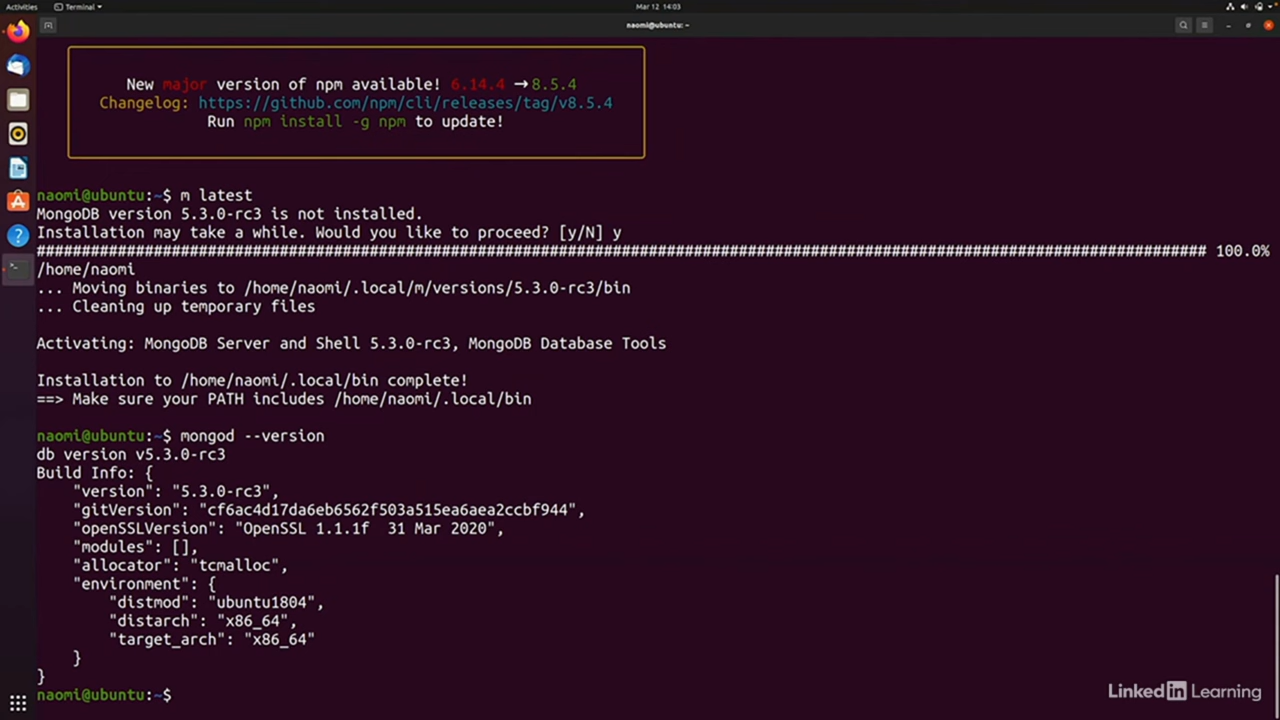 Activities
Terminal
Mar 12 14:03
naomi@ubuntu: ~
New major version of npm available! 6.14.4 → 8.5.4
Changelog: https://github.com/npm/cli/releases/tag/v8.5.4
Run npm install -g npm to update!
naomi@ubuntu:~$ m latest
MongoDB version 5.3.0-rc3 is not installed.
Installation may take a while. Would you like to proceed? [y/N] y
################################################################################################################################## 100.0%
/home/naomi
... Moving binaries to /home/naomi/.local/m/versions/5.3.0-rc3/bin
... Cleaning up temporary files
Activating: MongoDB Server and Shell 5.3.0-rc3, MongoDB Database Tools
Installation to /home/naomi/.local/bin complete!
==> Make sure your PATH includes /home/naomi/.local/bin
naomi@ubuntu:~$ mongod --version
db version v5.3.0-rc3
Build Info: {
    "version": "5.3.0-rc3",
    "gitVersion": "cf6ac4d17da6eb6562f503a515ea6aea2ccbf944",
    "openSSLVersion": "OpenSSL 1.1.1f  31 Mar 2020",
    "modules": [],
    "allocator": "tcmalloc",
    "environment": {
        "distmod": "ubuntu1804",
        "distarch": "x86_64",
        "target_arch": "x86_64"
    }
}
naomi@ubuntu:~$
LinkedIn Learning